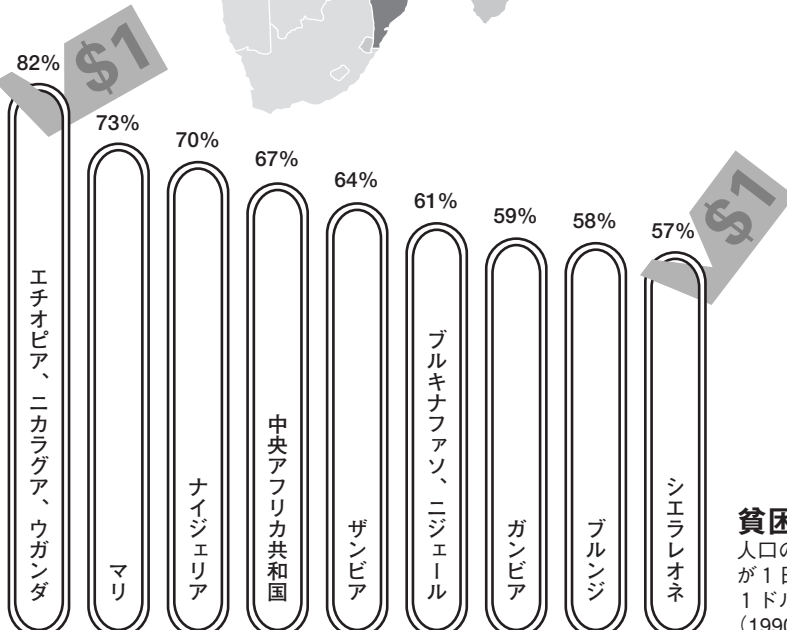 $1
82%
73%
70%
67%
64%
61%
59%
58%
57%
$1
エチオピア、ニカラグア、ウガンダ
マリ
ナイジェリア
中央アフリカ共和国
ザンビア
ブルキナファソ、ニジェール
ガンビア
ブルンジ
シエラレオネ
貧困
人口の
が1日
1ドル
(1990